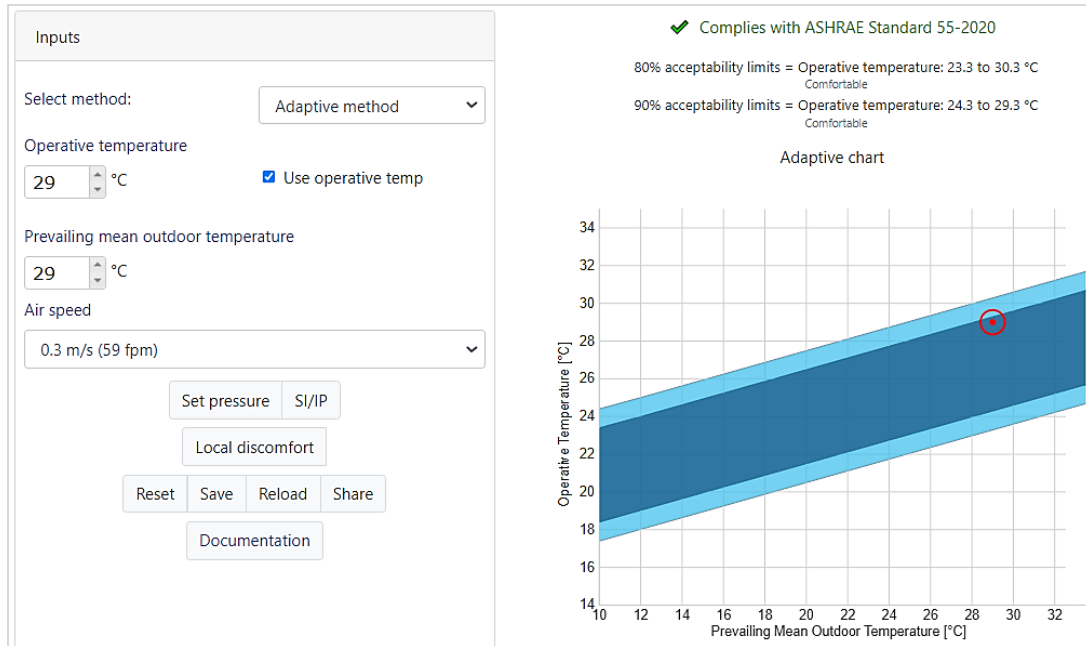 Inputs
Select method:
Adaptive method
Operative temperature
29 °C
Use operative temp
Prevailing mean outdoor temperature
29 °C
Air speed
0.3 m/s (59 fpm)
Set pressure SI/IP
Local discomfort
Reset Save Reload Share
Documentation
Complies with ASHRAE Standard 55-2020
80% acceptability limits = Operative temperature: 23.3 to 30.3 °C
Comfortable
90% acceptability limits = Operative temperature: 24.3 to 29.3 °C
Comfortable
Adaptive chart
Operative Temperature [°C]
34
32
30
28
26
24
22
20
18
16
14
10 12 14 16 18 20 22 24 26 28 30 32
Prevailing Mean Outdoor Temperature [°C]